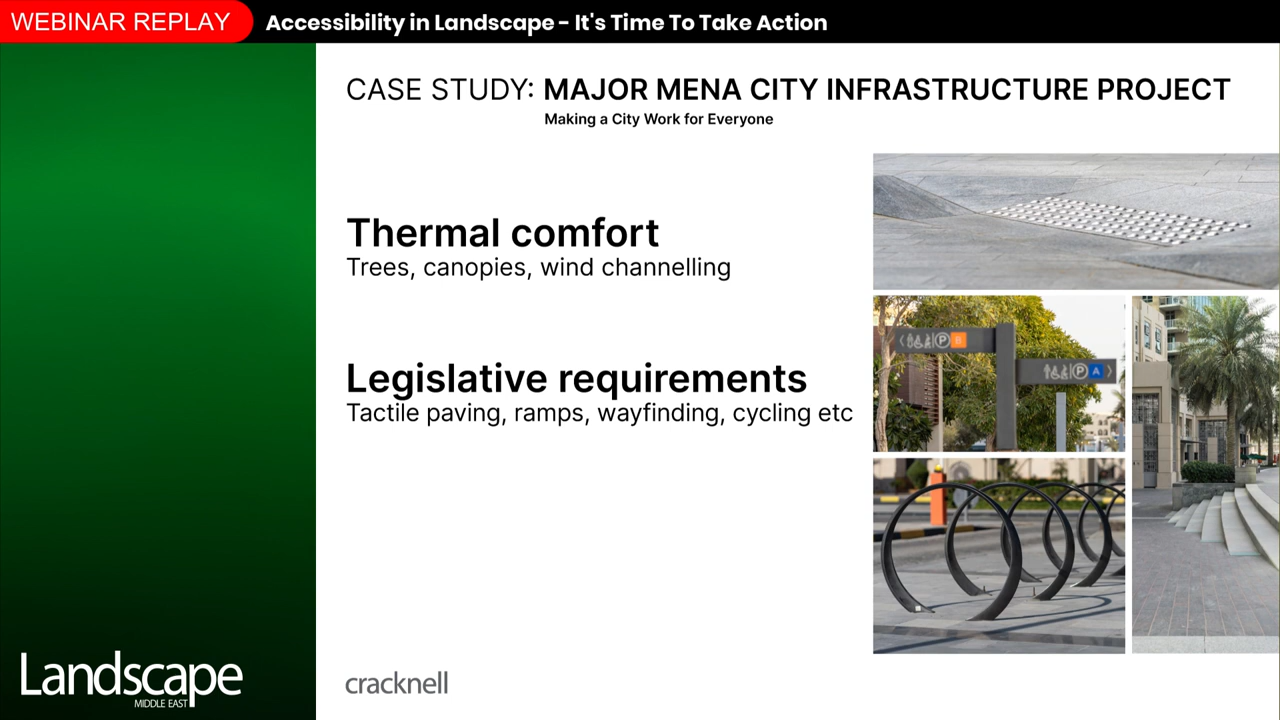 WEBINAR REPLAY
Accessibility in Landscape - It's Time To Take Action
CASE STUDY: MAJOR MENA CITY INFRASTRUCTURE PROJECT
Making a City Work for Everyone
Thermal comfort
Trees, canopies, wind channelling
Legislative requirements
Tactile paving, ramps, wayfinding, cycling etc
P B
P A
Landscape
MIDDLE EAST
cracknell